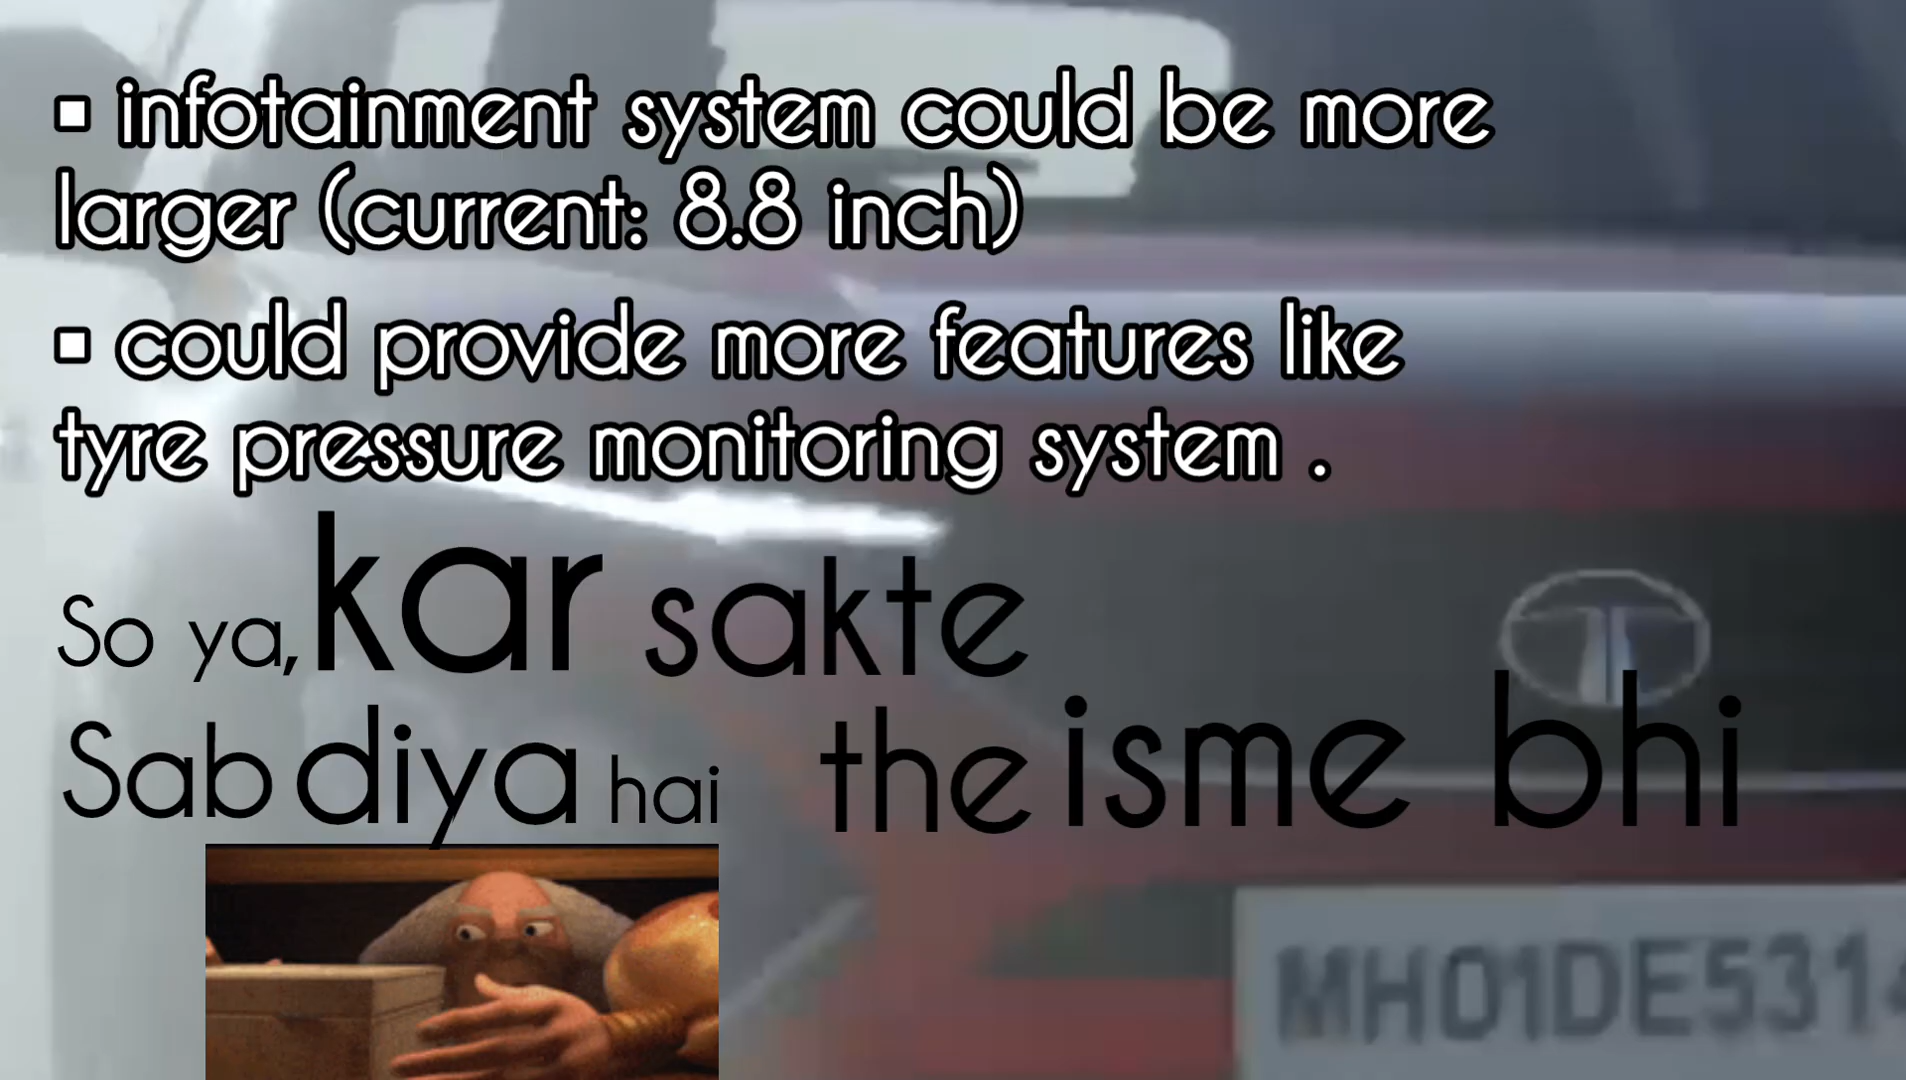 ▪ infotainment system could be more
larger (current: 8.8 inch)
▪ could provide more features like
tyre pressure monitoring system .
So ya, kar sakte
Sab diya hai the isme bhi
MH01DE5314